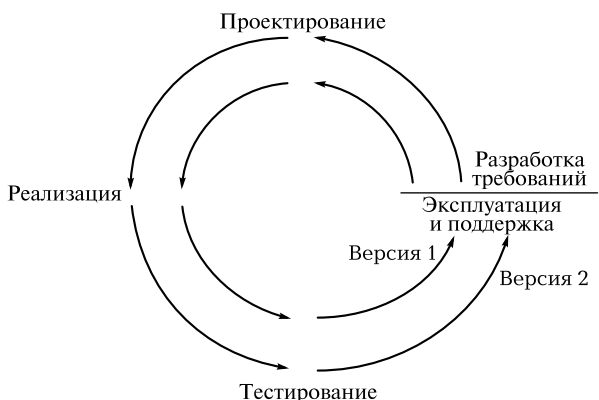 Проектирование
Разработка
требований
Реализация
Эксплуатация
и поддержка
Версия 1
Версия 2
Тестирование